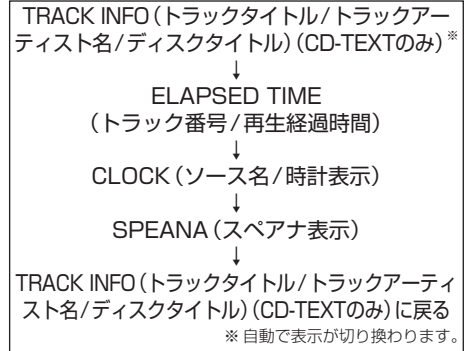 TRACK INFO（トラックタイトル/トラックアー
ティスト名/ディスクタイトル）（CD-TEXTのみ）※
↓
ELAPSED TIME
（トラック番号/再生経過時間）
↓
CLOCK（ソース名/時計表示）
↓
SPEANA（スペアナ表示）
↓
TRACK INFO（トラックタイトル/トラックアーティ
スト名/ディスクタイトル）（CD-TEXTのみ）に戻る
※ 自動で表示が切り換わります。